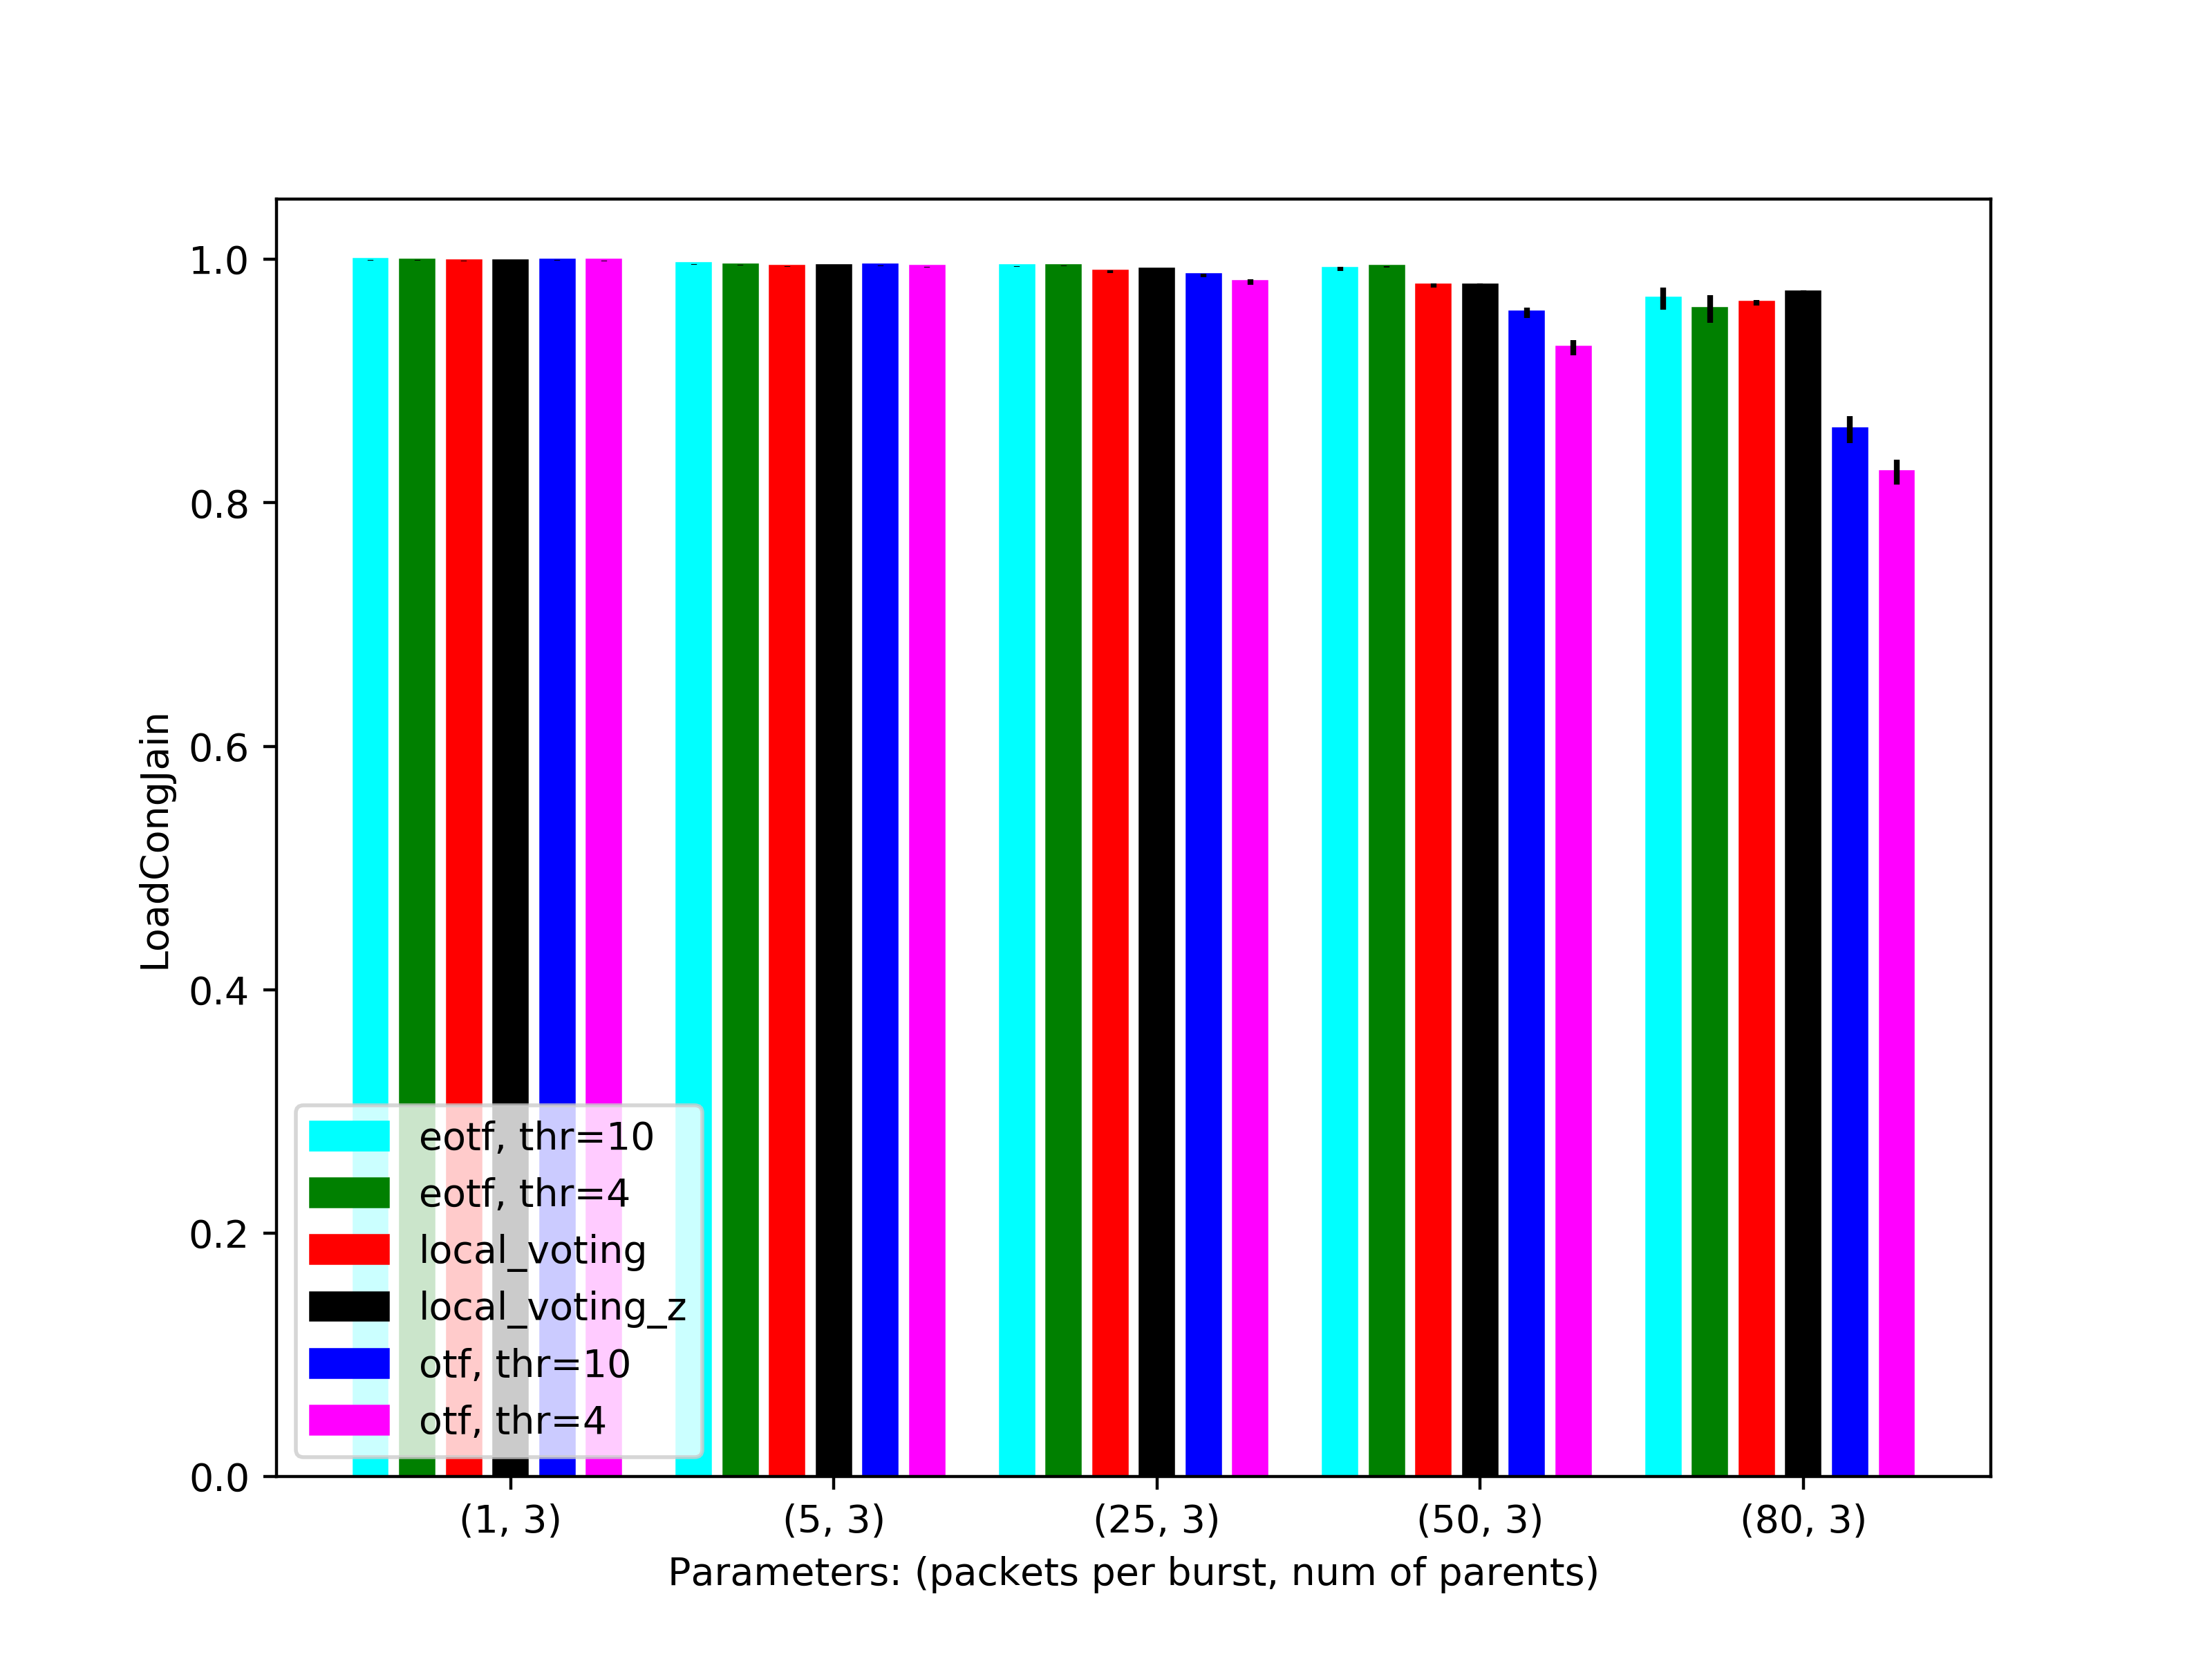 1.0
0.8
0.6
0.4
0.2
0.0
LoadCongJain
eotf, thr=10
eotf, thr=4
local_voting
local_voting_z
otf, thr=10
otf, thr=4
(1, 3) (5, 3) (25, 3) (50, 3) (80, 3)
Parameters: (packets per burst, num of parents)